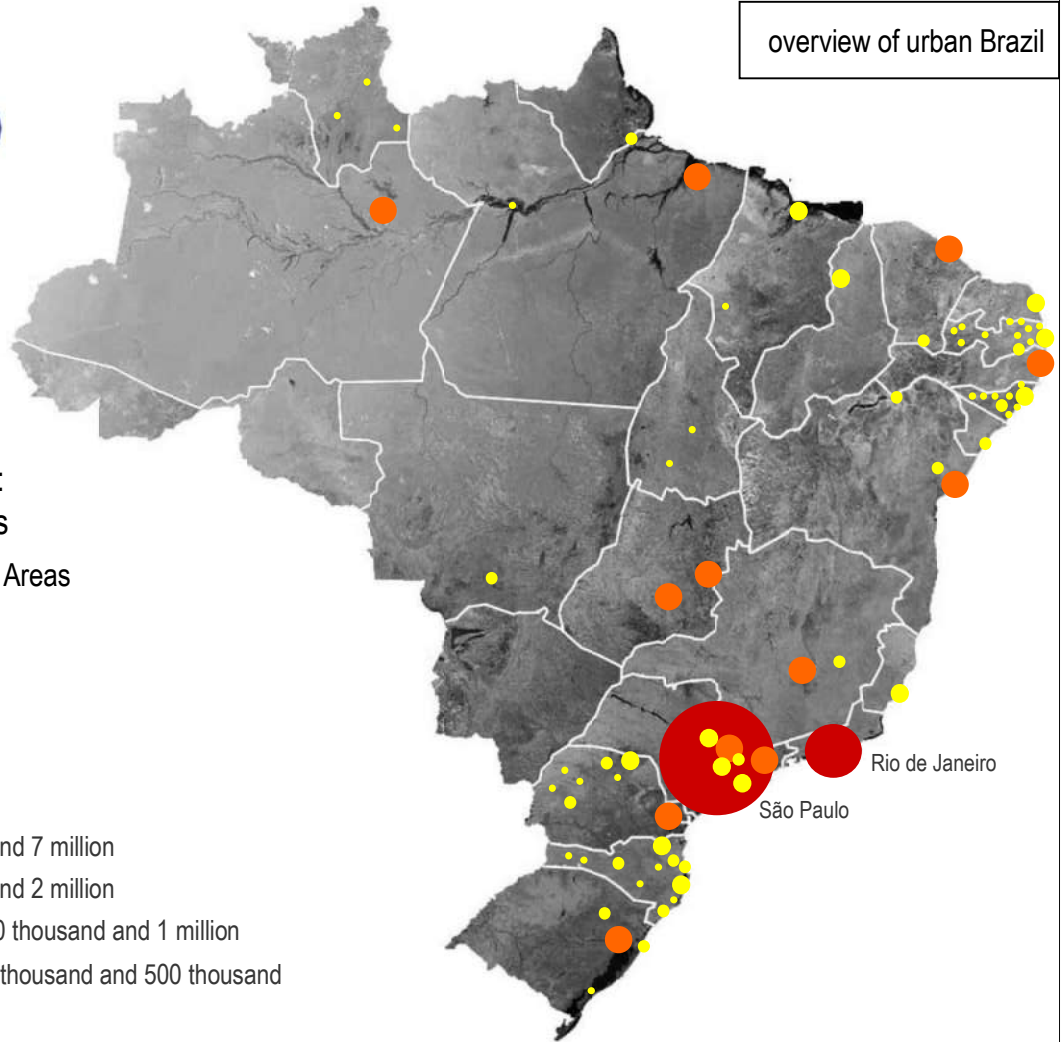 overview of urban Brazil
:
s
Areas
Rio de Janeiro
São Paulo
nd 7 million
nd 2 million
0 thousand and 1 million
thousand and 500 thousand